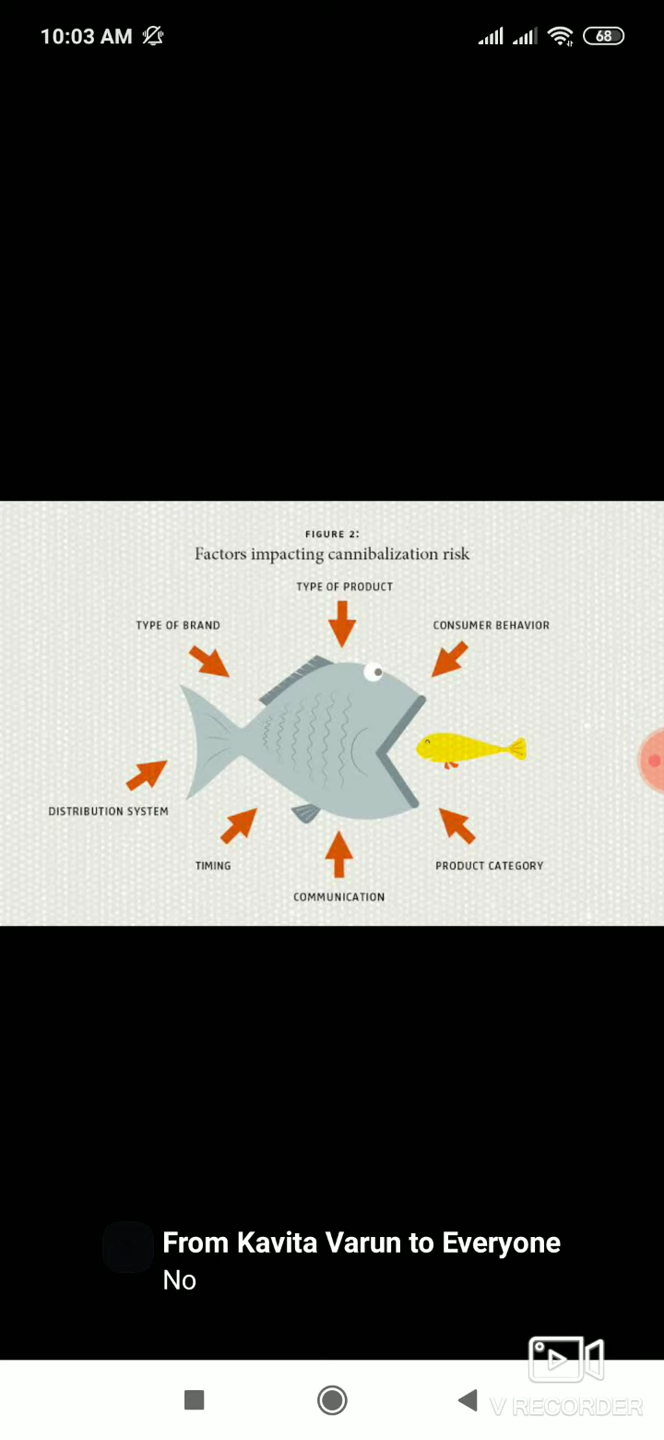 10:03 AM
68
FIGURE 2:
Factors impacting cannibalization risk
TYPE OF PRODUCT
TYPE OF BRAND
CONSUMER BEHAVIOR
DISTRIBUTION SYSTEM
TIMING
PRODUCT CATEGORY
COMMUNICATION
From Kavita Varun to Everyone
No
V RECORDER